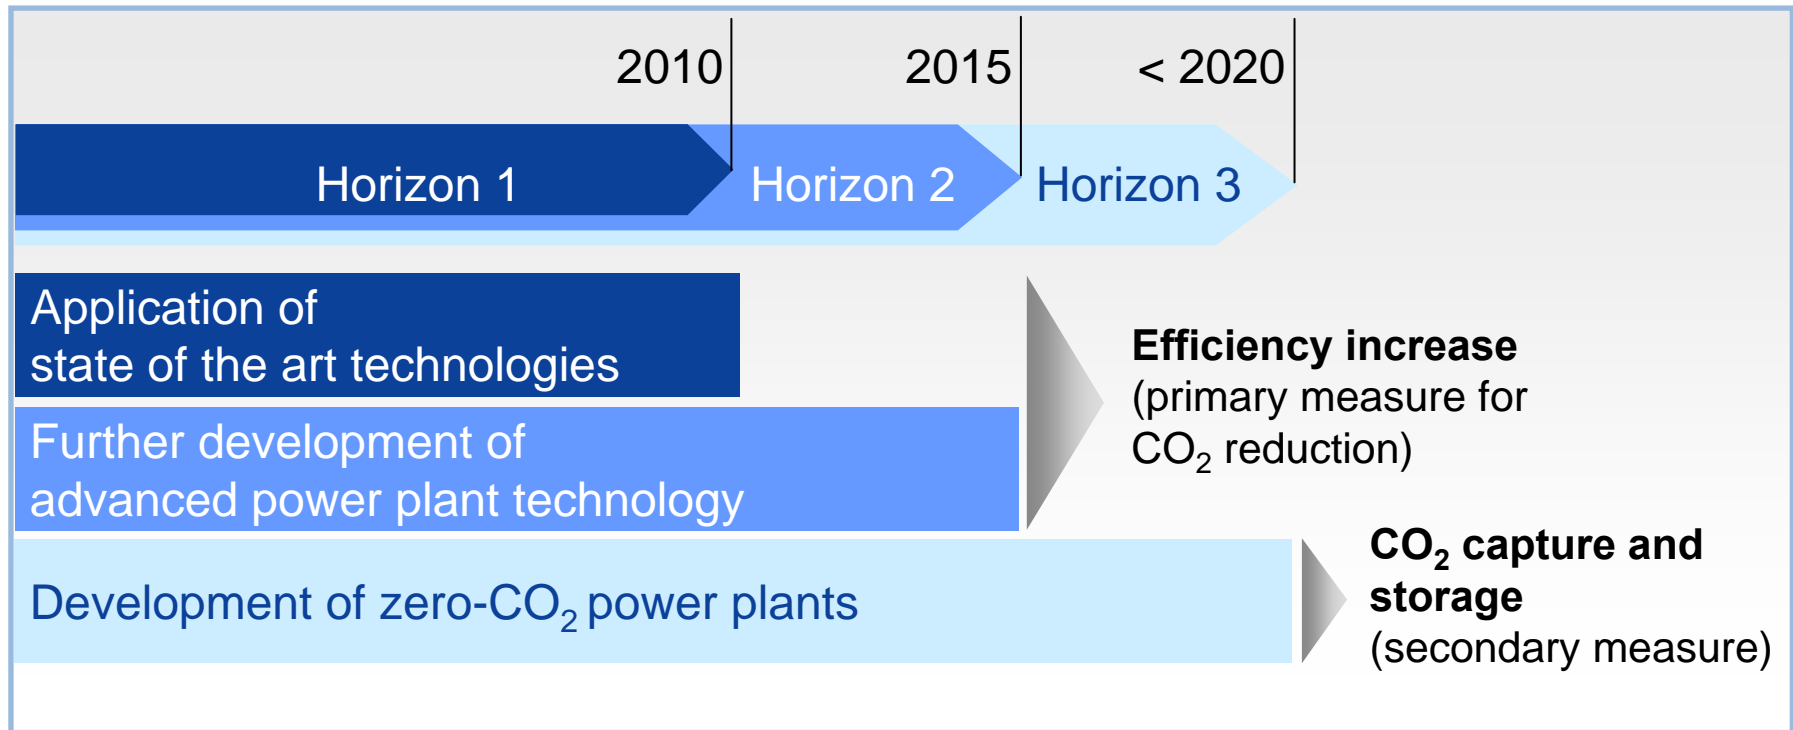 2010
2015
< 2020
Horizon 1
Horizon 2
Horizon 3
Application of
state of the art technologies
Further development of
advanced power plant technology
Efficiency increase
(primary measure for
CO₂ reduction)
Development of zero-CO₂ power plants
CO₂ capture and
storage
(secondary measure)